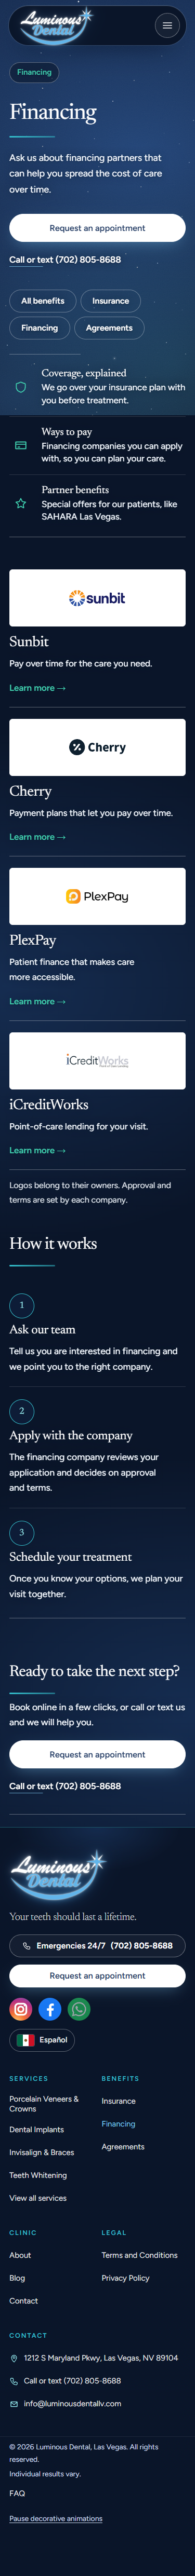 Luminous
Dental
Financing
Financing
Ask us about financing partners that
can help you spread the cost of care
over time.
Request an appointment
Call or text (702) 805-8688
All benefits
Insurance
Financing
Agreements
Coverage, explained
We go over your insurance plan with
you before treatment.
Ways to pay
Financing companies you can apply
with, so you can plan your care.
Partner benefits
Special offers for our patients, like
SAHARA Las Vegas.
sunbit
Sunbit
Pay over time for the care you need.
Learn more →
Cherry
Cherry
Payment plans that let you pay over time.
Learn more →
PlexPay
PlexPay
Patient finance that makes care
more accessible.
Learn more →
iCreditWorks
iCreditWorks
Point-of-care lending for your visit.
Learn more →
Logos belong to their owners. Approval and
terms are set by each company.
How it works
1
Ask our team
Tell us you are interested in financing and
we point you to the right company.
2
Apply with the company
The financing company reviews your
application and decides on approval
and terms.
3
Schedule your treatment
Once you know your options, we plan your
visit together.
Ready to take the next step?
Book online in a few clicks, or call or text us
and we will help you.
Request an appointment
Call or text (702) 805-8688
Luminous
Dental
Your teeth should last a lifetime.
Emergencies 24/7 (702) 805-8688
Request an appointment
Español
SERVICES
Porcelain Veneers &
Crowns
Dental Implants
Invisalign & Braces
Teeth Whitening
View all services
BENEFITS
Insurance
Financing
Agreements
CLINIC
About
Blog
Contact
LEGAL
Terms and Conditions
Privacy Policy
CONTACT
1212 S Maryland Pkwy, Las Vegas, NV 89104
Call or text (702) 805-8688
info@luminousdentallv.com
© 2026 Luminous Dental, Las Vegas. All rights
reserved.
Individual results vary.
FAQ
Pause decorative animations